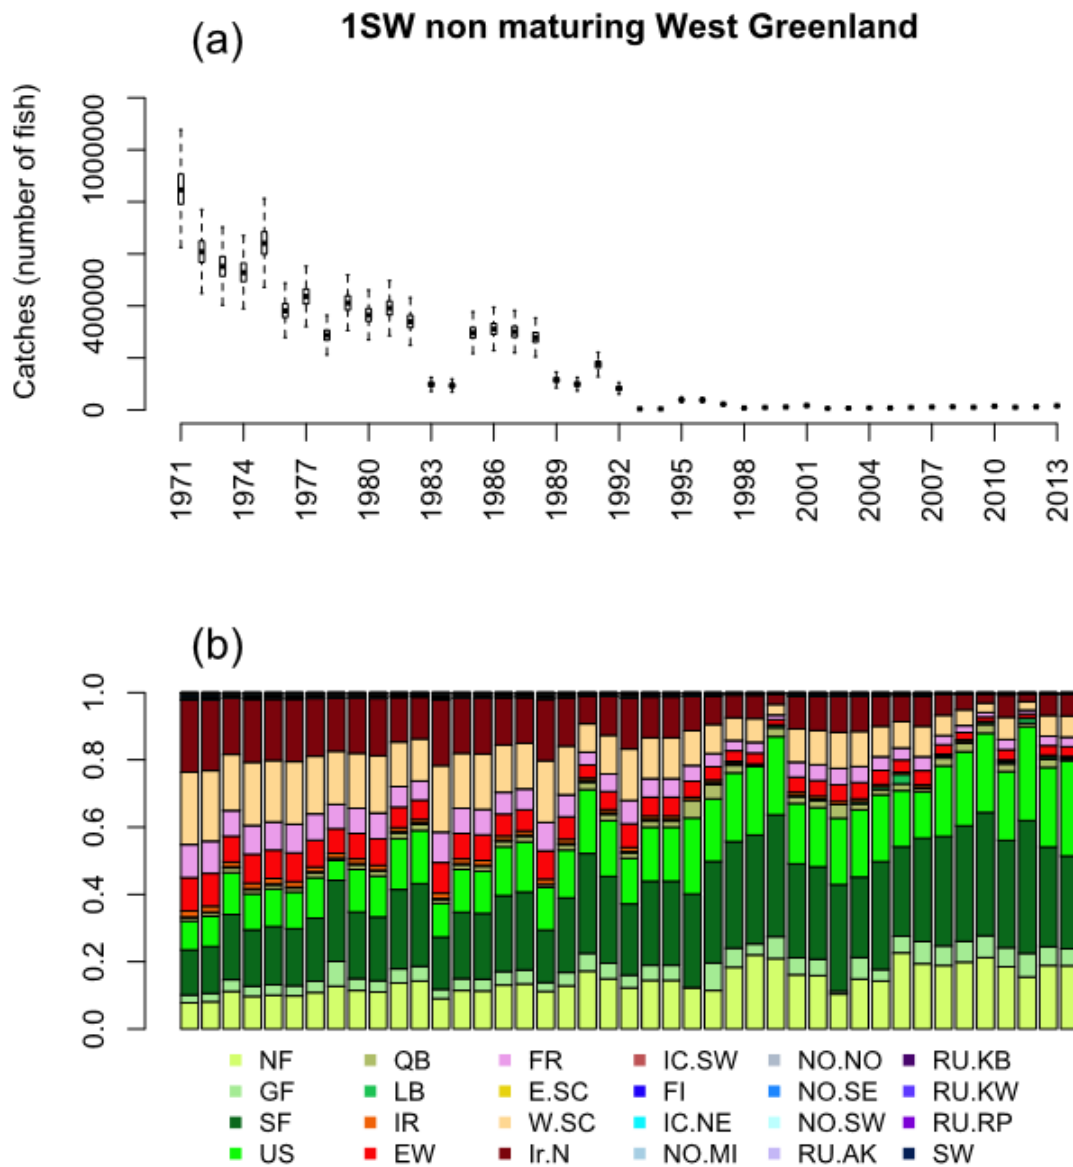 1SW non maturing West Greenland
(a)
Catches (number of fish)
1000000
400000
0
1971 1974 1977 1980 1983 1986 1989 1992 1995 1998 2001 2004 2007 2010 2013
(b)
1.0
0.8
0.6
0.4
0.2
0.0
NF QB FR IC.SW NO.NO RU.KB
GF LB E.SC FI NO.SE RU.KW
SF IR W.SC IC.NE NO.SW RU.RP
US EW Ir.N NO.MI RU.AK SW